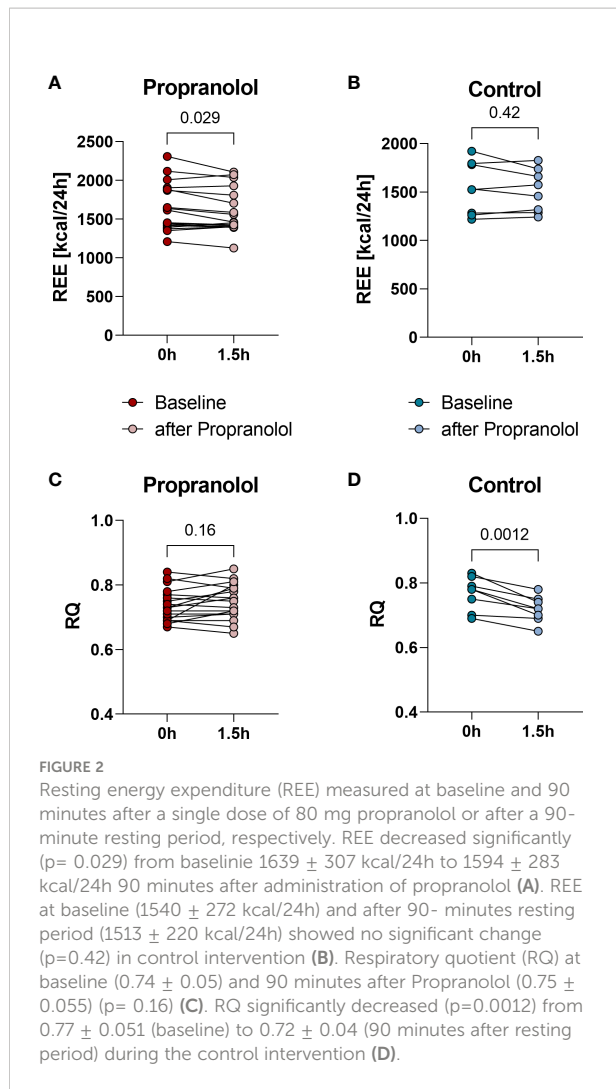 A
Propranolol
0.029
REE [kcal/24h]
2500
2000
1500
1000
500
0
0h
1.5h
Baseline
after Propranolol
B
Control
0.42
REE [kcal/24h]
2000
1500
1000
500
0
0h
1.5h
Baseline
after Propranolol
C
Propranolol
0.16
RQ
1.0
0.8
0.6
0.4
0h
1.5h
D
Control
0.0012
RQ
1.0
0.8
0.6
0.4
0h
1.5h
FIGURE 2
Resting energy expenditure (REE) measured at baseline and 90
minutes after a single dose of 80 mg propranolol or after a 90-
minute resting period, respectively. REE decreased significantly
(p= 0.029) from baselinie 1639 ± 307 kcal/24h to 1594 ± 283
kcal/24h 90 minutes after administration of propranolol (A). REE
at baseline (1540 ± 272 kcal/24h) and after 90- minutes resting
period (1513 ± 220 kcal/24h) showed no significant change
(p=0.42) in control intervention (B). Respiratory quotient (RQ) at
baseline (0.74 ± 0.05) and 90 minutes after Propranolol (0.75 ±
0.055) (p= 0.16) (C). RQ significantly decreased (p=0.0012) from
0.77 ± 0.051 (baseline) to 0.72 ± 0.04 (90 minutes after resting
period) during the control intervention (D).